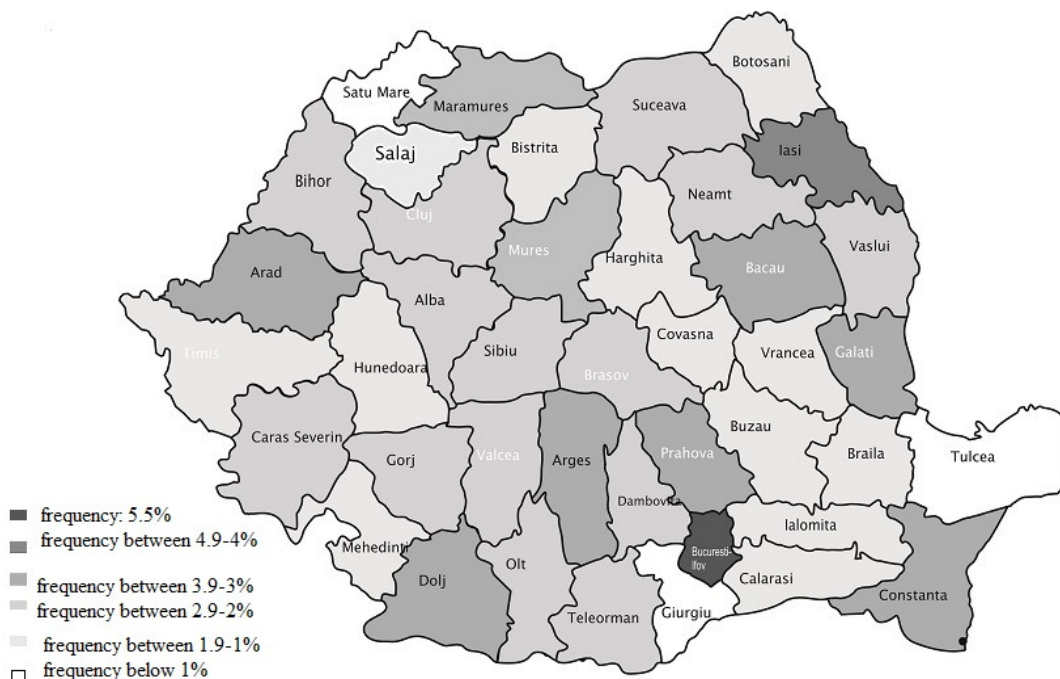 Botosani
Satu Mare
Maramures
Suceava
Salaj
Bistrita
Iasi
Bihor
Cluj
Neamt
Mures
Harghita
Bacau
Vaslui
Arad
Alba
Timis
Hunedoara
Sibiu
Brasov
Covasna
Vrancea
Galati
Caras Severin
Gorj
Valcea
Arges
Prahova
Buzau
Braila
Tulcea
Dambovita
Mehedinti
Dolj
Olt
Teleorman
Giurgiu
Bucuresti-
Ifov
Ialomita
Calarasi
Constanta
frequency: 5.5%
frequency between 4.9-4%
frequency between 3.9-3%
frequency between 2.9-2%
frequency between 1.9-1%
frequency below 1%